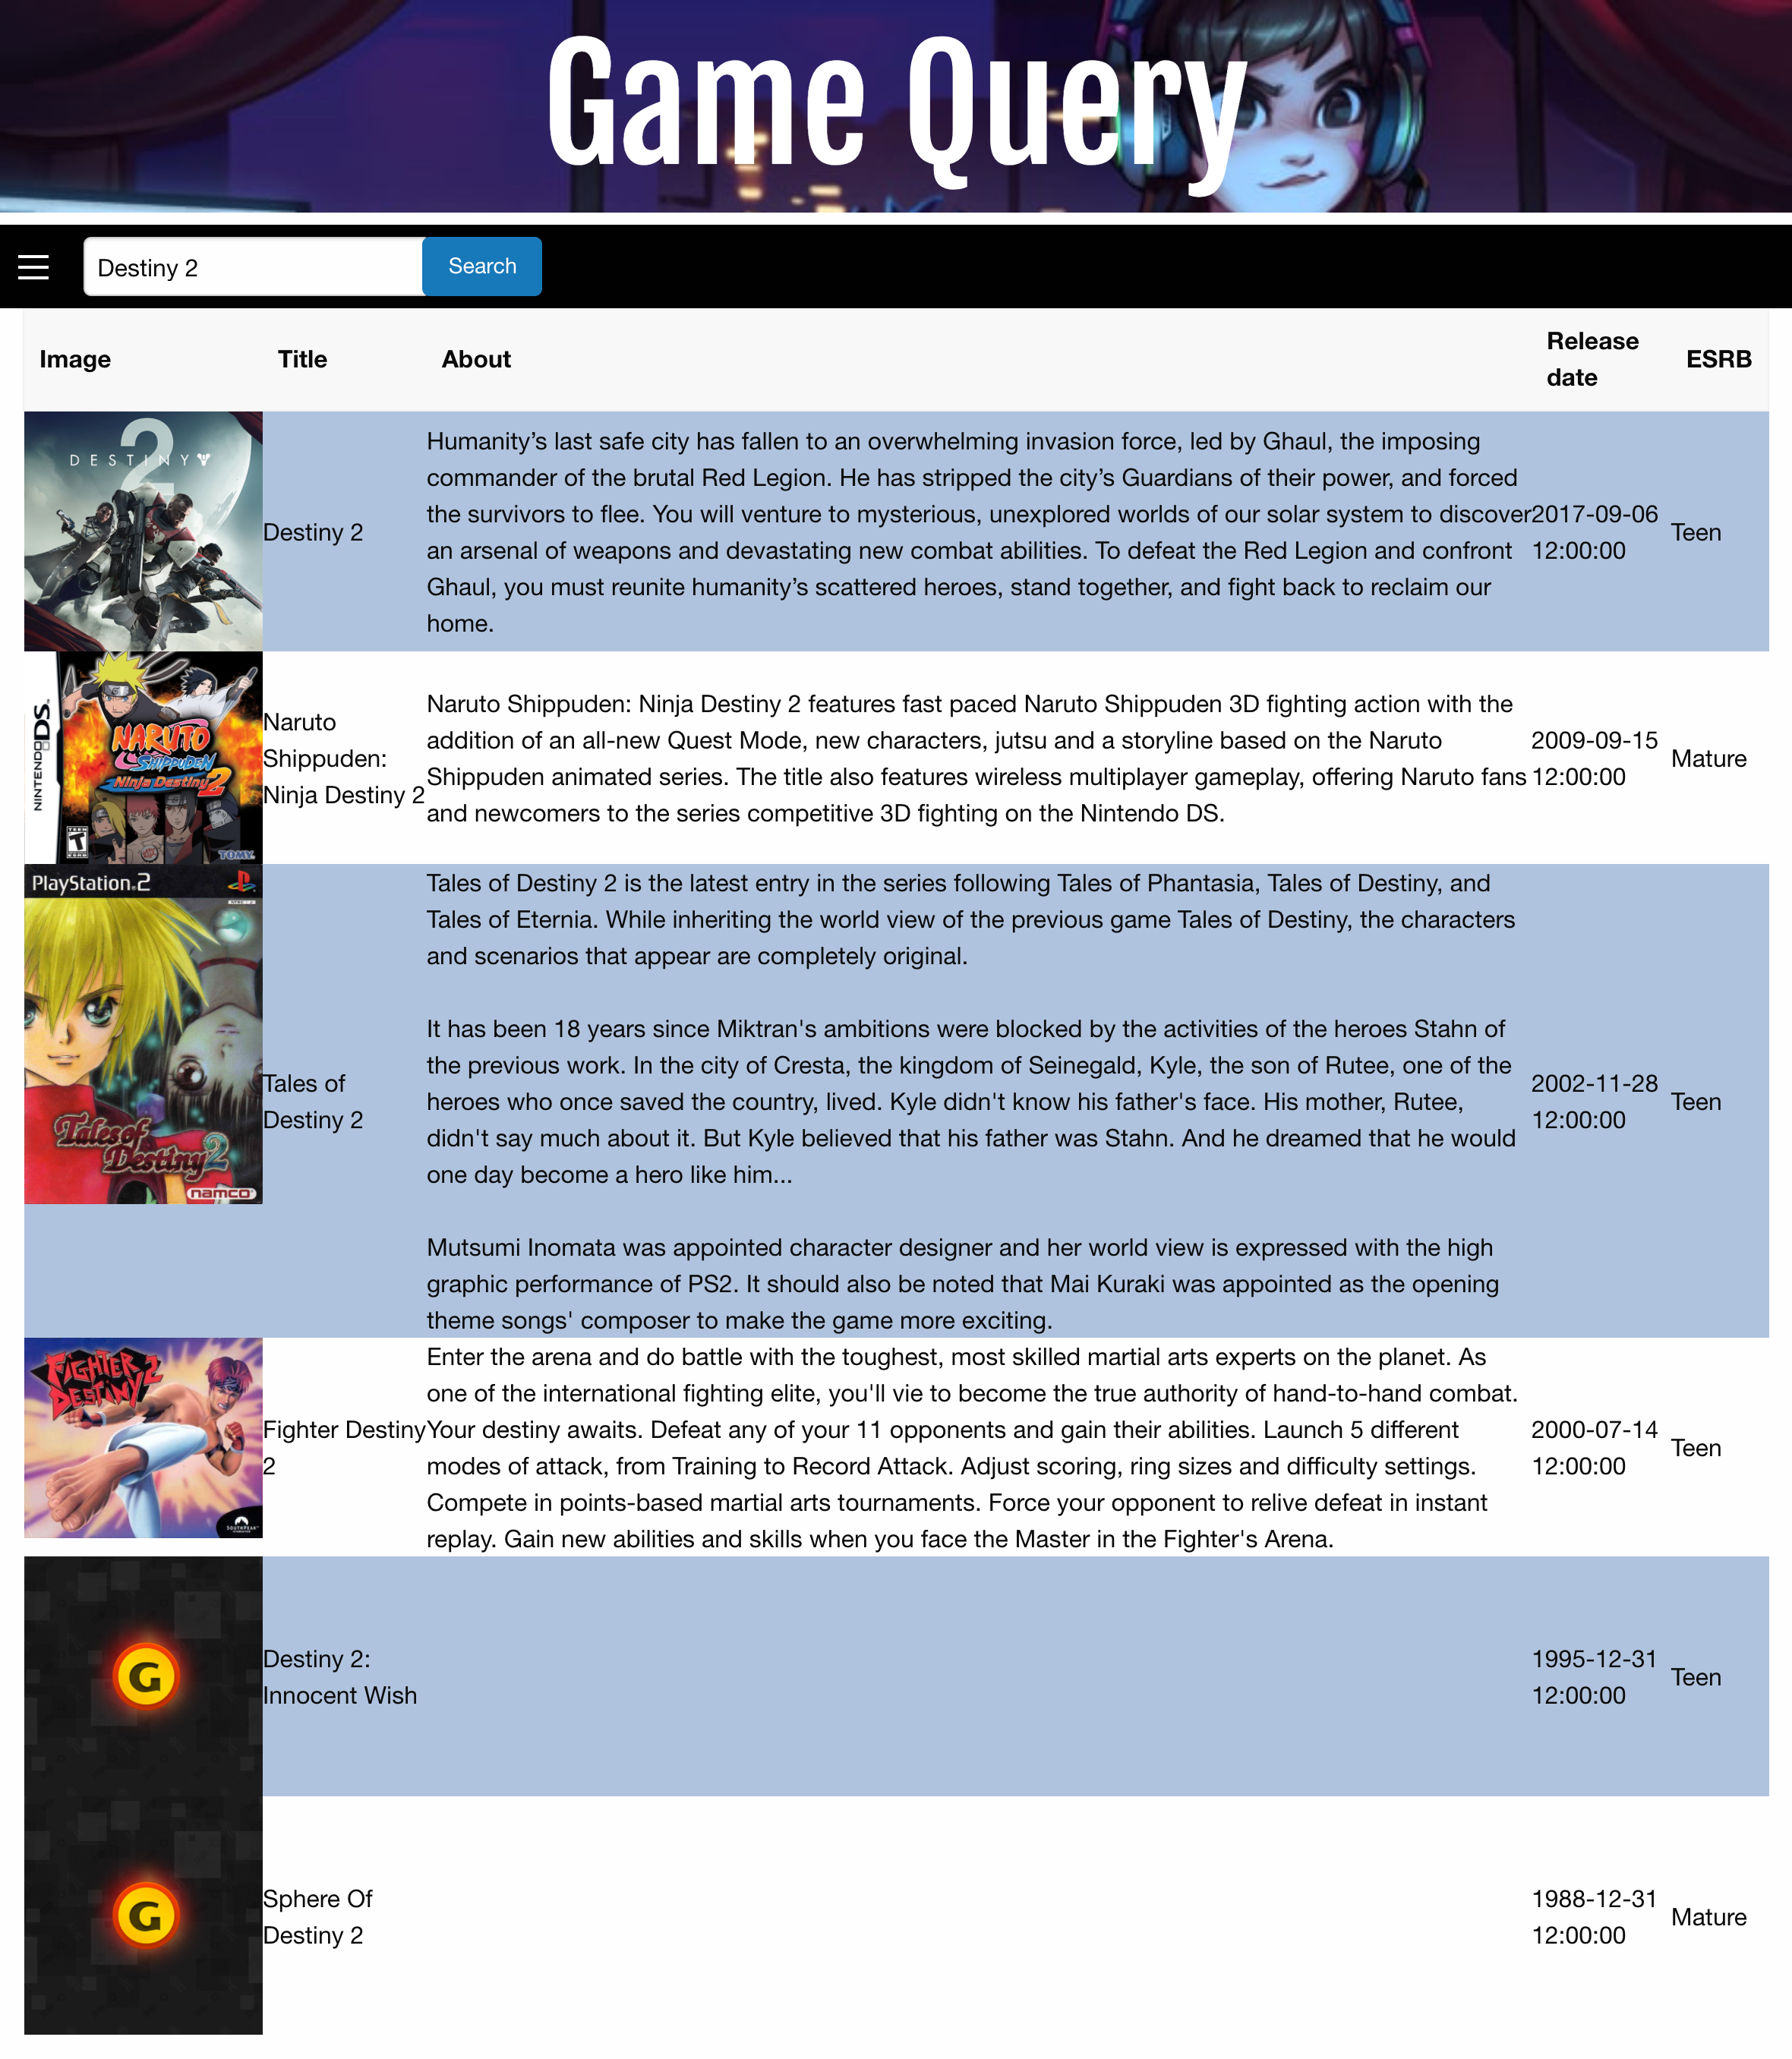 Game Query
Destiny 2
Search
Image
Title
About
Release
date
ESRB
2
DESTINY
Destiny 2
Humanity’s last safe city has fallen to an overwhelming invasion force, led by Ghaul, the imposing
commander of the brutal Red Legion. He has stripped the city’s Guardians of their power, and forced
the survivors to flee. You will venture to mysterious, unexplored worlds of our solar system to discover
an arsenal of weapons and devastating new combat abilities. To defeat the Red Legion and confront
Ghaul, you must reunite humanity’s scattered heroes, stand together, and fight back to reclaim our
home.
2017-09-06
12:00:00
Teen
NINTENDO DS
NARUTO
SHIPPUDEN
Ninja Destiny 2
TEEN
T
ESRB
TOMY
Naruto
Shippuden:
Ninja Destiny 2
Naruto Shippuden: Ninja Destiny 2 features fast paced Naruto Shippuden 3D fighting action with the
addition of an all-new Quest Mode, new characters, jutsu and a storyline based on the Naruto
Shippuden animated series. The title also features wireless multiplayer gameplay, offering Naruto fans
and newcomers to the series competitive 3D fighting on the Nintendo DS.
2009-09-15
12:00:00
Mature
PlayStation.2
Tales of
Destiny 2
namco
Tales of
Destiny 2
Tales of Destiny 2 is the latest entry in the series following Tales of Phantasia, Tales of Destiny, and
Tales of Eternia. While inheriting the world view of the previous game Tales of Destiny, the characters
and scenarios that appear are completely original.
It has been 18 years since Miktran's ambitions were blocked by the activities of the heroes Stahn of
the previous work. In the city of Cresta, the kingdom of Seinegald, Kyle, the son of Rutee, one of the
heroes who once saved the country, lived. Kyle didn't know his father's face. His mother, Rutee,
didn't say much about it. But Kyle believed that his father was Stahn. And he dreamed that he would
one day become a hero like him...
Mutsumi Inomata was appointed character designer and her world view is expressed with the high
graphic performance of PS2. It should also be noted that Mai Kuraki was appointed as the opening
theme songs' composer to make the game more exciting.
2002-11-28
12:00:00
Teen
FIGHTER 2
DESTINY
SOUTHPEAK
Fighter Destiny
2
Enter the arena and do battle with the toughest, most skilled martial arts experts on the planet. As
one of the international fighting elite, you'll vie to become the true authority of hand-to-hand combat.
Your destiny awaits. Defeat any of your 11 opponents and gain their abilities. Launch 5 different
modes of attack, from Training to Record Attack. Adjust scoring, ring sizes and difficulty settings.
Compete in points-based martial arts tournaments. Force your opponent to relive defeat in instant
replay. Gain new abilities and skills when you face the Master in the Fighter's Arena.
2000-07-14
12:00:00
Teen
G
Destiny 2:
Innocent Wish
1995-12-31
12:00:00
Teen
G
Sphere Of
Destiny 2
1988-12-31
12:00:00
Mature